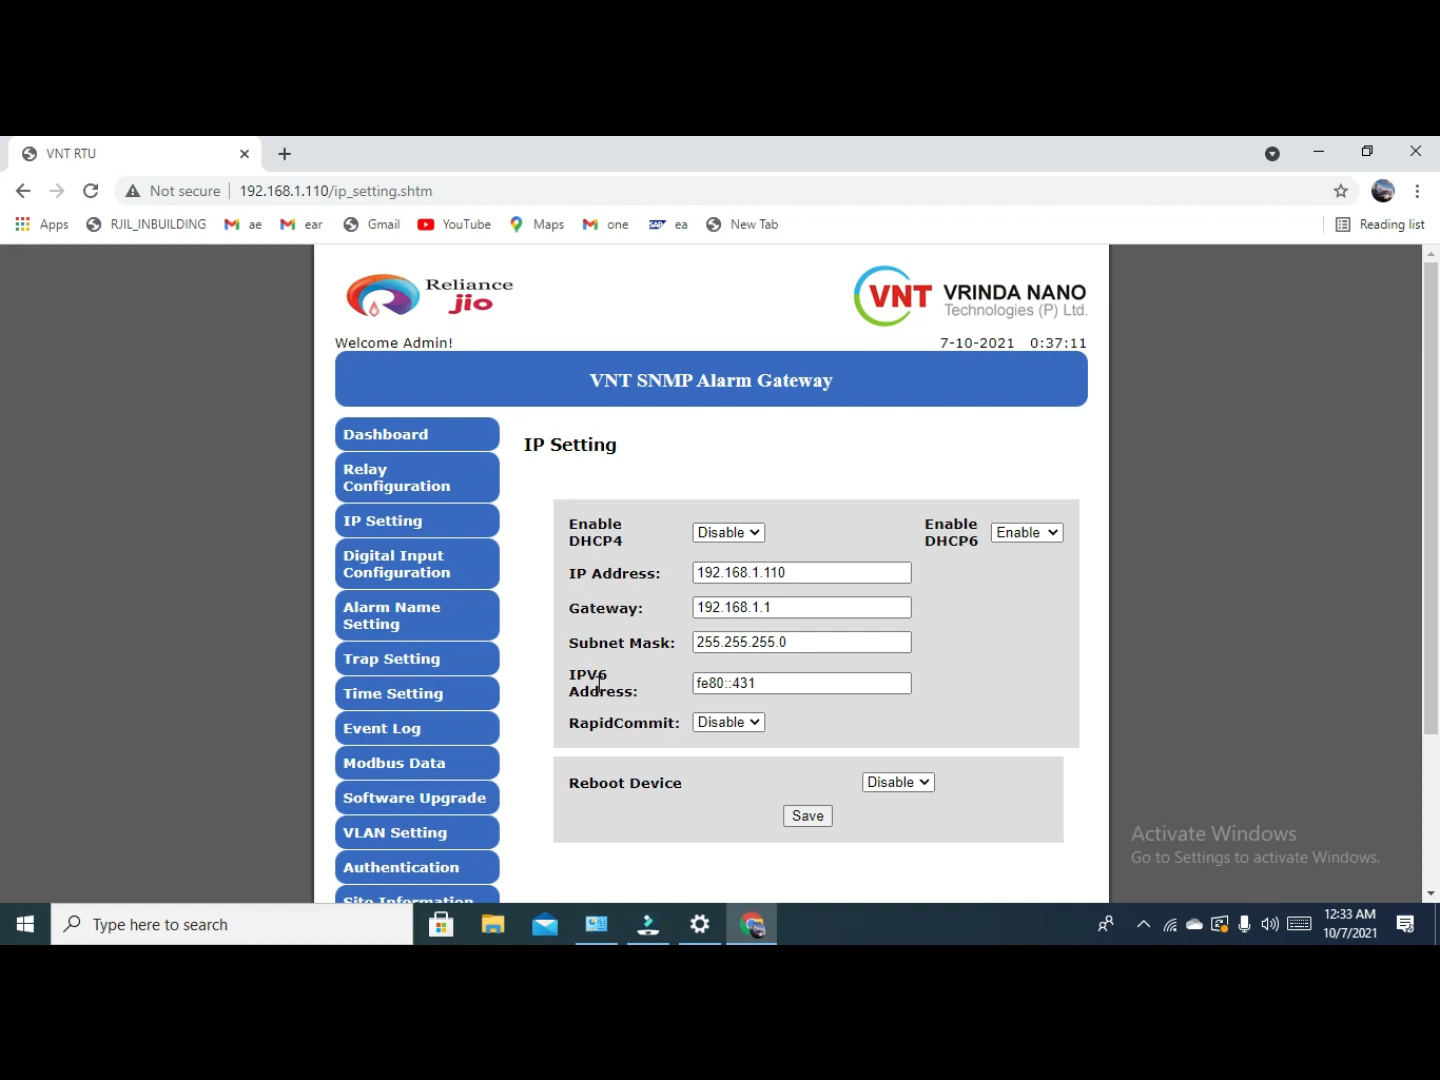 VNT RTU
Not secure 192.168.1.110/ip_setting.shtm
Apps RJIL_INBUILDING ae ear Gmail YouTube Maps one SAP ea New Tab Reading list
Reliance
jio
VNT VRINDA NANO
Technologies (P) Ltd.
Welcome Admin! 7-10-2021 0:37:11
VNT SNMP Alarm Gateway
Dashboard
Relay
Configuration
IP Setting
Digital Input
Configuration
Alarm Name
Setting
Trap Setting
Time Setting
Event Log
Modbus Data
Software Upgrade
VLAN Setting
Authentication
Site Information
IP Setting
Enable
DHCP4 Disable
Enable
DHCP6 Enable
IP Address: 192.168.1.110
Gateway: 192.168.1.1
Subnet Mask: 255.255.255.0
IPV6
Address: fe80::431
RapidCommit: Disable
Reboot Device Disable
Save
Activate Windows
Go to Settings to activate Windows.
Type here to search
12:33 AM
10/7/2021